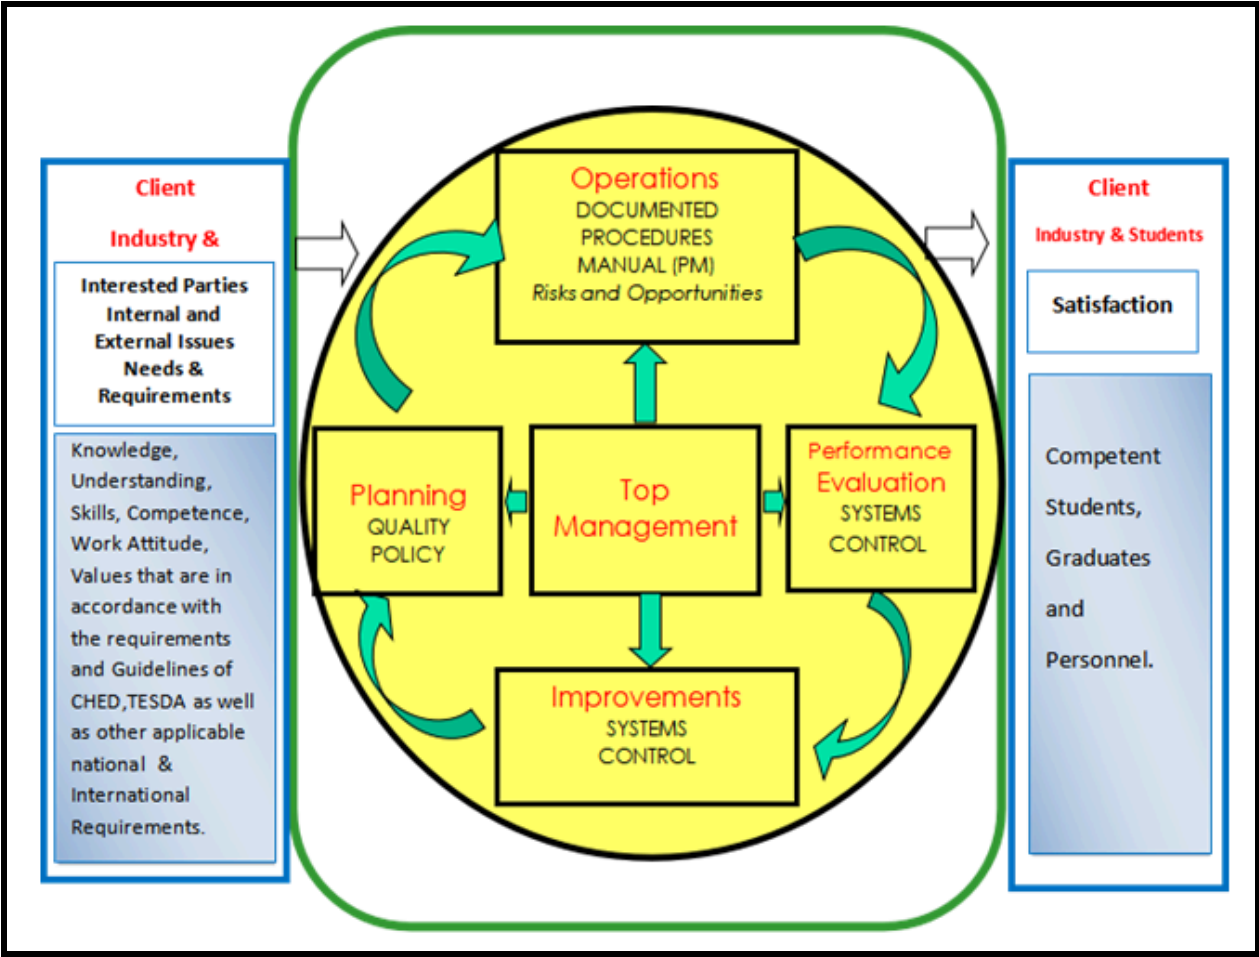 Client
Industry &
Interested Parties
Internal and
External Issues
Needs &
Requirements
Knowledge,
Understanding,
Skills, Competence,
Work Attitude,
Values that are in
accordance with
the requirements
and Guidelines of
CHED,TESDA as well
as other applicable
national &
International
Requirements.
Operations
DOCUMENTED
PROCEDURES
MANUAL (PM)
Risks and Opportunities
Planning
QUALITY
POLICY
Top
Management
Performance
Evaluation
SYSTEMS
CONTROL
Improvements
SYSTEMS
CONTROL
Client
Industry & Students
Satisfaction
Competent
Students,
Graduates
and
Personnel.